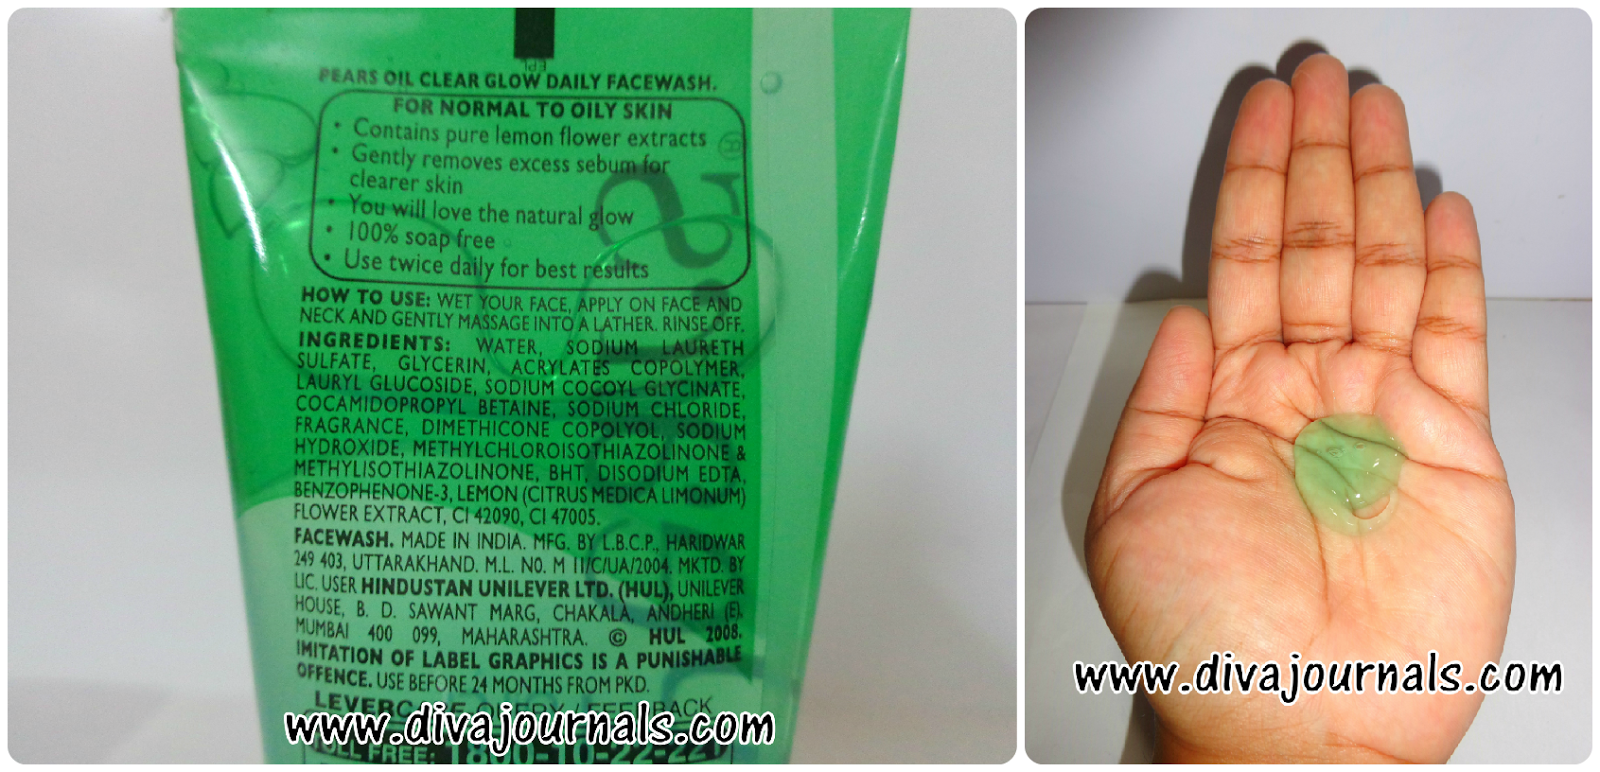 PEARS OIL CLEAR GLOW DAILY FACEWASH.
FOR NORMAL TO OILY SKIN
• Contains pure lemon flower extracts
• Gently removes excess sebum for
clearer skin
• You will love the natural glow
• 100% soap free
• Use twice daily for best results
HOW TO USE: WET YOUR FACE, APPLY ON FACE AND
NECK AND GENTLY MASSAGE INTO A LATHER. RINSE OFF.
INGREDIENTS: WATER, SODIUM LAURETH
SULFATE, GLYCERIN, ACRYLATES COPOLYMER,
LAURYL GLUCOSIDE, SODIUM COCOYL GLYCINATE,
COCAMIDOPROPYL BETAINE, SODIUM CHLORIDE,
FRAGRANCE, DIMETHICONE COPOLYOL, SODIUM
HYDROXIDE, METHYLCHLOROISOTHIAZOLINONE &
METHYLISOTHIAZOLINONE, BHT, DISODIUM EDTA,
BENZOPHENONE-3, LEMON (CITRUS MEDICA LIMONUM)
FLOWER EXTRACT, CI 42090, CI 47005.
FACEWASH. MADE IN INDIA. MFG. BY L.B.C.P., HARIDWAR
249 403, UTTARAKHAND. M.L. NO. M 11/C/UA/2004, MKTD. BY
LIC. USER HINDUSTAN UNILEVER LTD. (HUL), UNILEVER
HOUSE, B. D. SAWANT MARG, CHAKALA, ANDHERI (E),
MUMBAI 400 099, MAHARASHTRA. © HUL 2008.
IMITATION OF LABEL GRAPHICS IS A PUNISHABLE
OFFENCE. USE BEFORE 24 MONTHS FROM PKD.
www.divajournals.com
FREE: 1800-10-22-221
www.divajournals.com